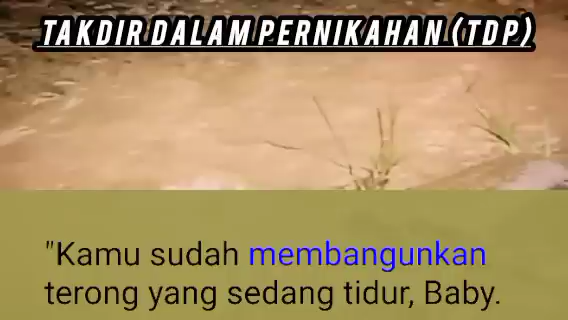 TAKDIR DALAM PERNIKAHAN (TDP)
"Kamu sudah membangunkan
terong yang sedang tidur, Baby.